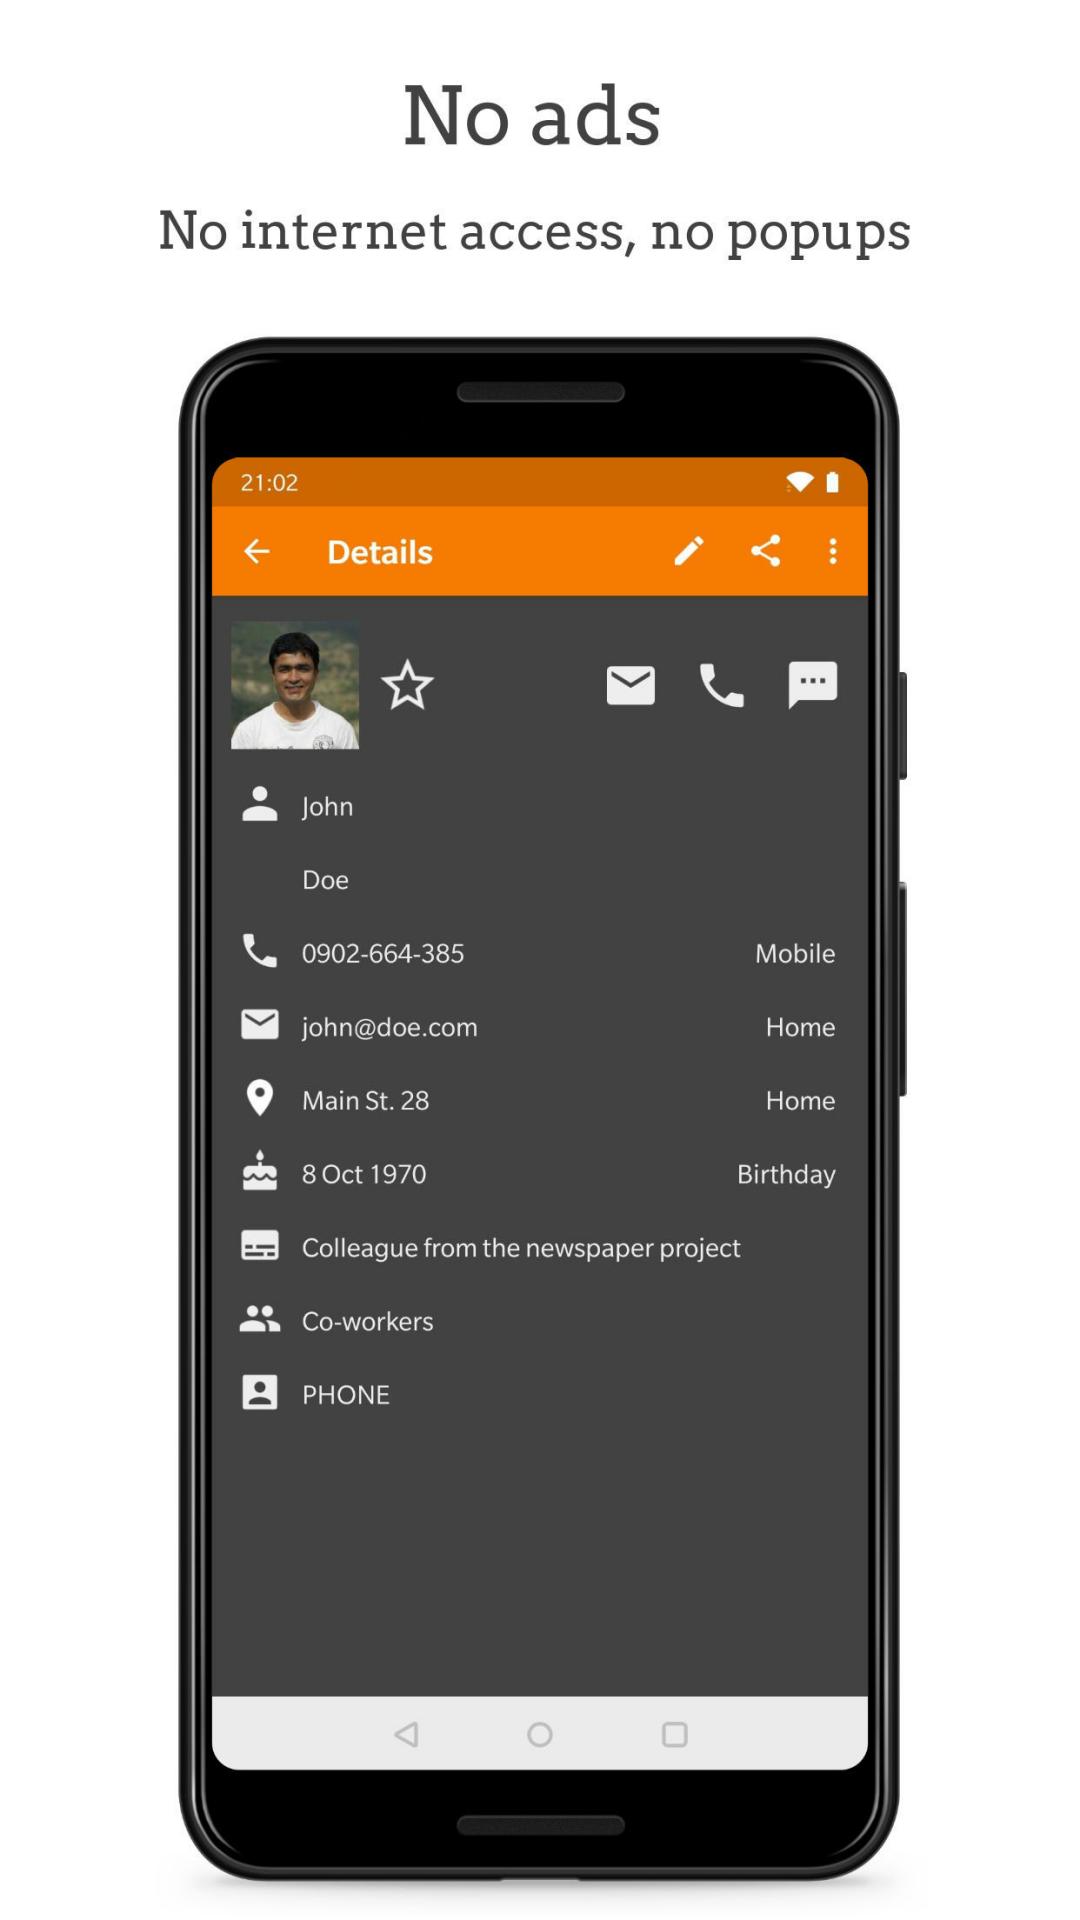 No ads
No internet access, no popups
21:02
Details
John
Doe
0902-664-385 Mobile
john@doe.com Home
Main St. 28 Home
8 Oct 1970 Birthday
Colleague from the newspaper project
Co-workers
PHONE